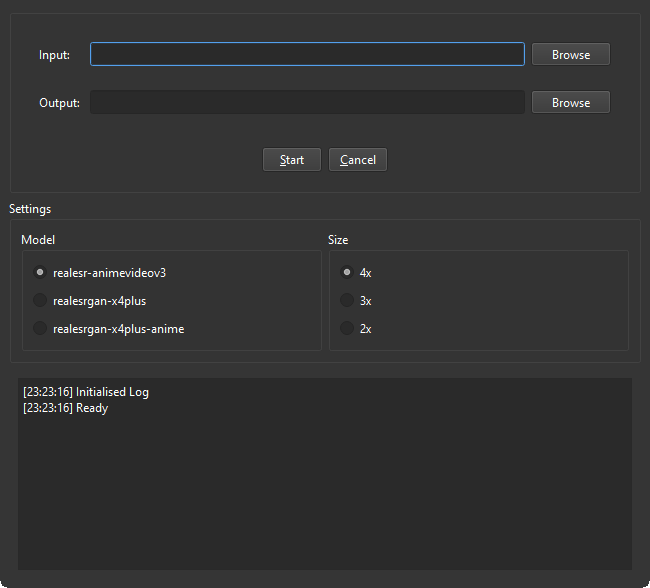 Input: Browse
Output: Browse
Start Cancel
Settings
Model Size
realesr-animevideov3 4x
realesrgan-x4plus 3x
realesrgan-x4plus-anime 2x
[23:23:16] Initialised Log
[23:23:16] Ready